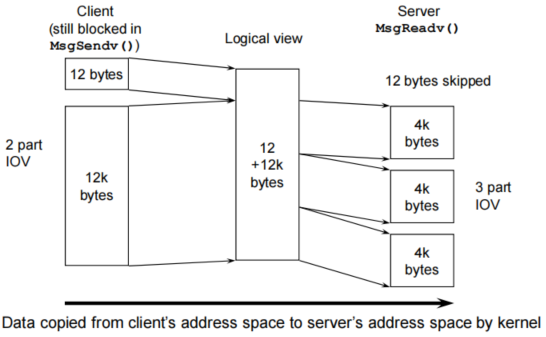 Client
(still blocked in
MsgSendv())
Logical view
Server
MsgReadv()
12 bytes
12 bytes skipped
2 part
IOV
12k
bytes
12
+12k
bytes
4k
bytes
4k
bytes
4k
bytes
3 part
IOV
Data copied from client's address space to server's address space by kernel